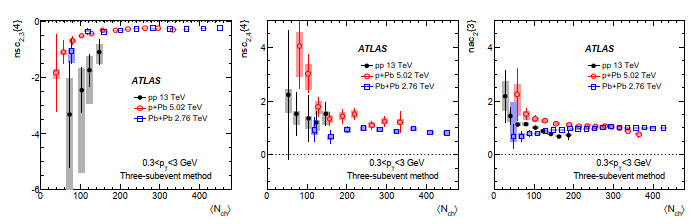 nsc2,3{4}
0
−2
−4
−6
0 100 200 300 400
⟨Nch⟩
ATLAS
pp 13 TeV
p+Pb 5.02 TeV
Pb+Pb 2.76 TeV
0.3<pT<3 GeV
Three-subevent method
nsc2,4{4}
4
2
0
0 100 200 300 400
⟨Nch⟩
ATLAS
pp 13 TeV
p+Pb 5.02 TeV
Pb+Pb 2.76 TeV
0.3<pT<3 GeV
Three-subevent method
nac2{3}
4
2
0
0 100 200 300 400
⟨Nch⟩
ATLAS
pp 13 TeV
p+Pb 5.02 TeV
Pb+Pb 2.76 TeV
0.3<pT<3 GeV
Three-subevent method